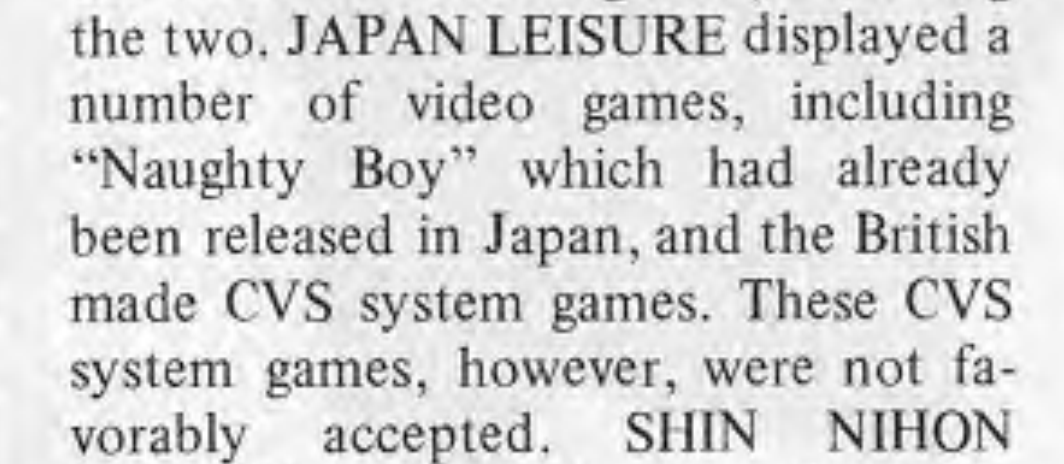 the two. JAPAN LEISURE displayed a
number of video games, including
“Naughty Boy” which had already
been released in Japan, and the British
made CVS system games. These CVS
system games, however, were not fa-
vorably accepted. SHIN NIHON